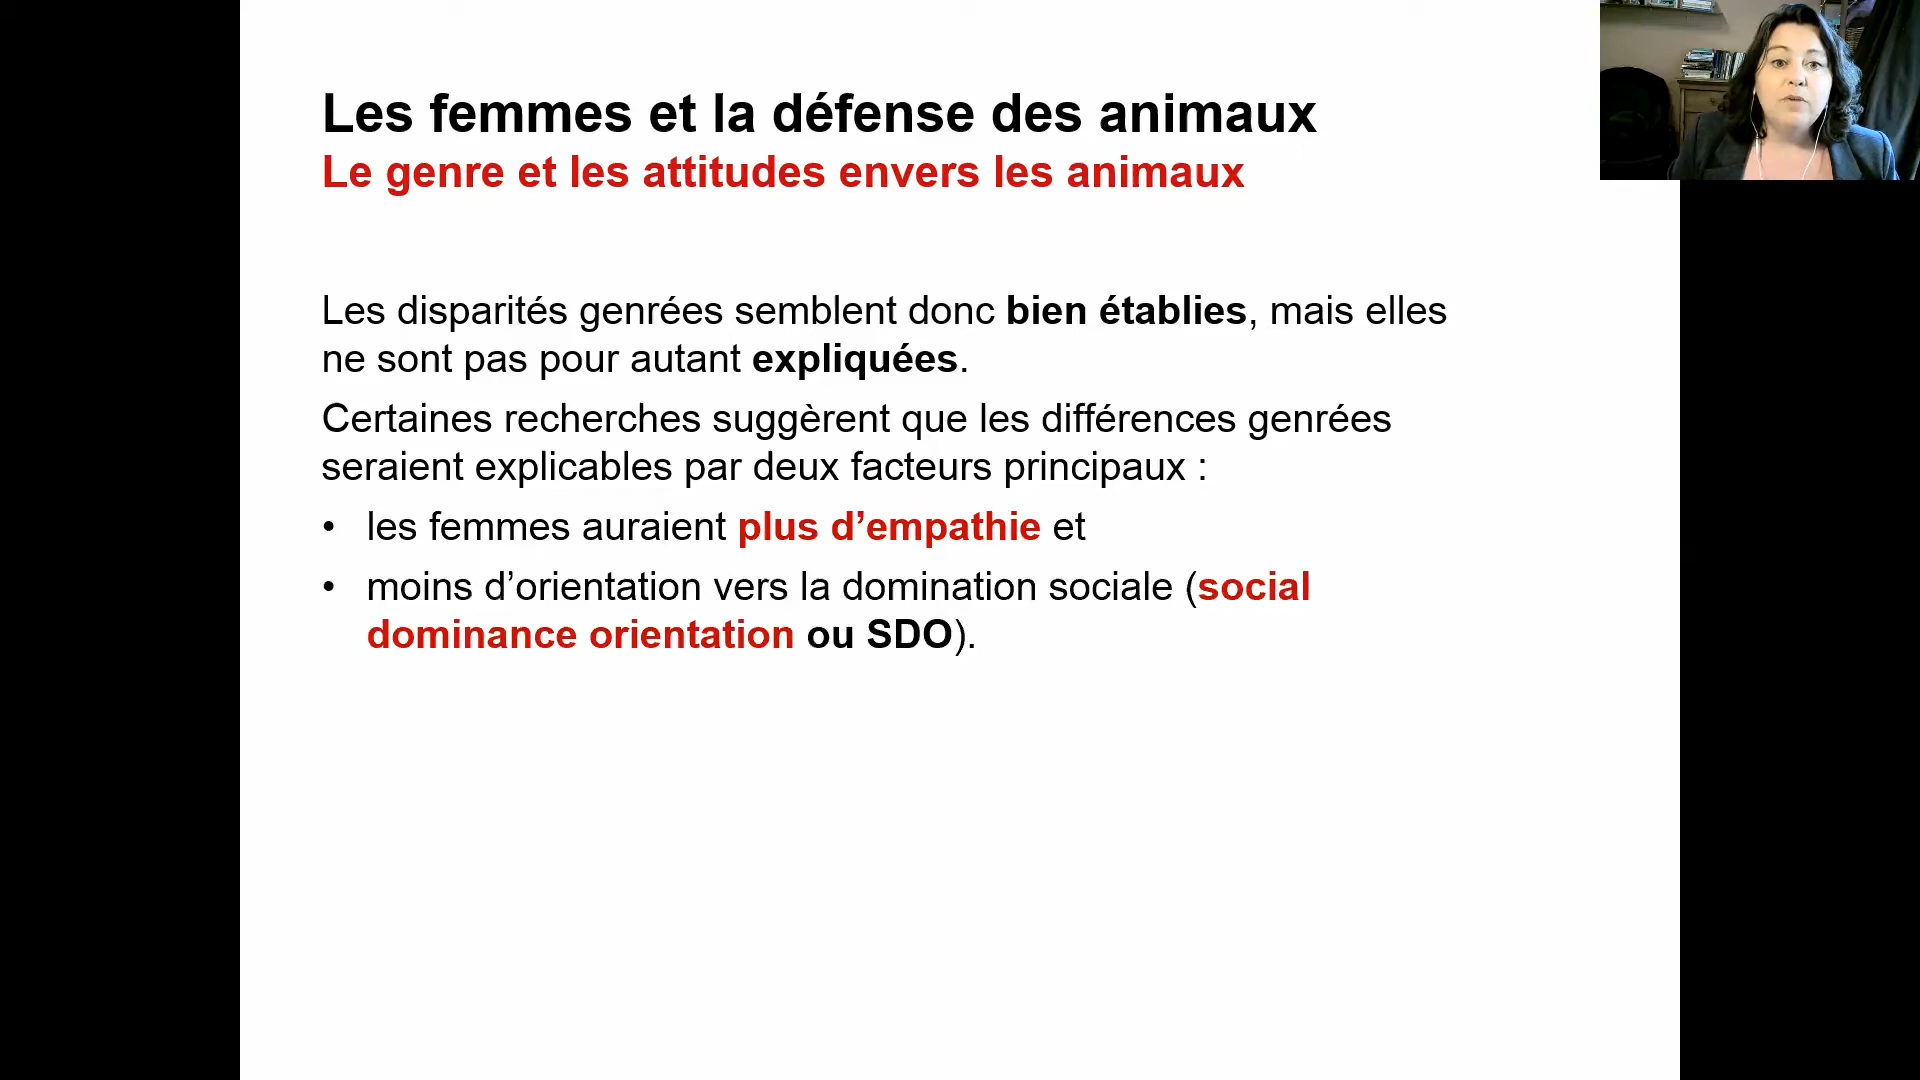 Les femmes et la défense des animaux
Le genre et les attitudes envers les animaux
Les disparités genrées semblent donc bien établies, mais elles
ne sont pas pour autant expliquées.
Certaines recherches suggèrent que les différences genrées
seraient explicables par deux facteurs principaux :
• les femmes auraient plus d’empathie et
• moins d’orientation vers la domination sociale (social
dominance orientation ou SDO).